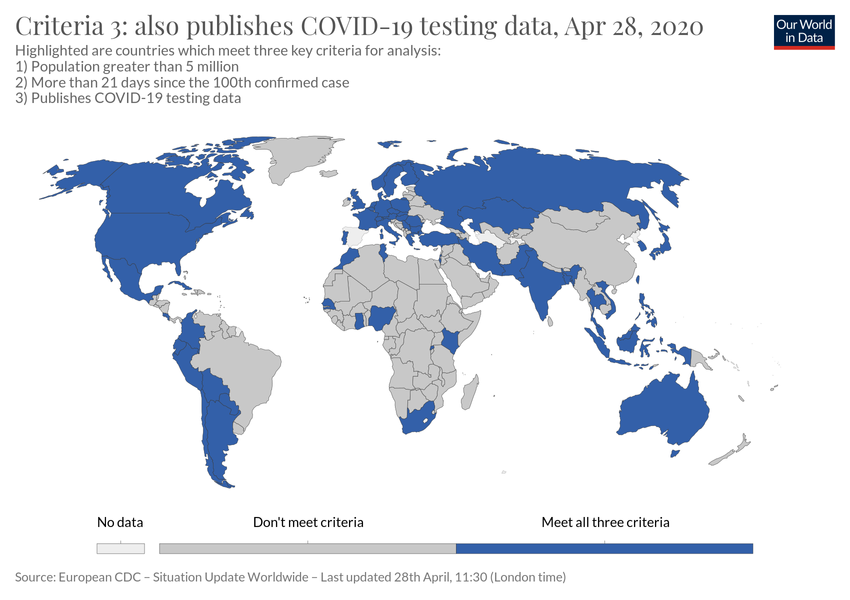 Criteria 3: also publishes COVID-19 testing data, Apr 28, 2020
Our World
in Data
Highlighted are countries which meet three key criteria for analysis:
1) Population greater than 5 million
2) More than 21 days since the 100th confirmed case
3) Publishes COVID-19 testing data
No data
Don't meet criteria
Meet all three criteria
Source: European CDC – Situation Update Worldwide – Last updated 28th April, 11:30 (London time)